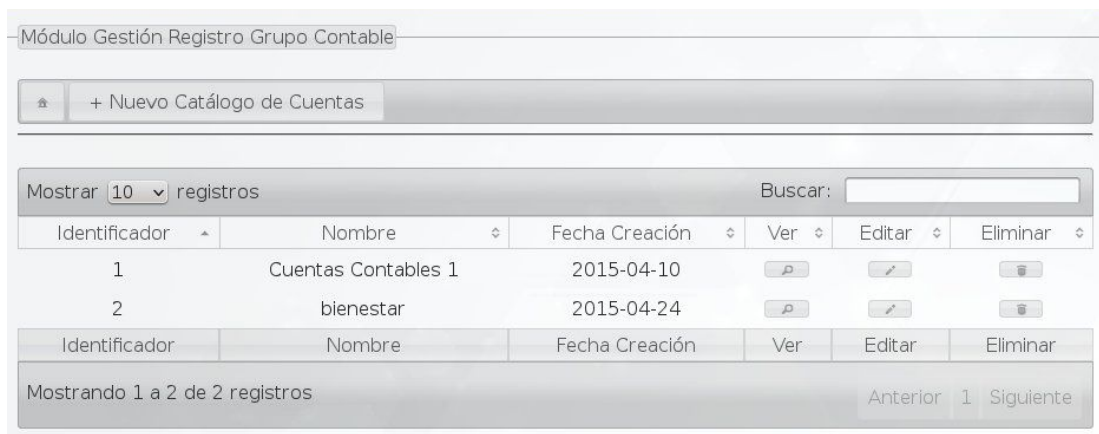 Módulo Gestión Registro Grupo Contable
+ Nuevo Catálogo de Cuentas
Mostrar 10 registros Buscar:
Identificador Nombre Fecha Creación Ver Editar Eliminar
1 Cuentas Contables 1 2015-04-10
2 bienestar 2015-04-24
Identificador Nombre Fecha Creación Ver Editar Eliminar
Mostrando 1 a 2 de 2 registros Anterior 1 Siguiente